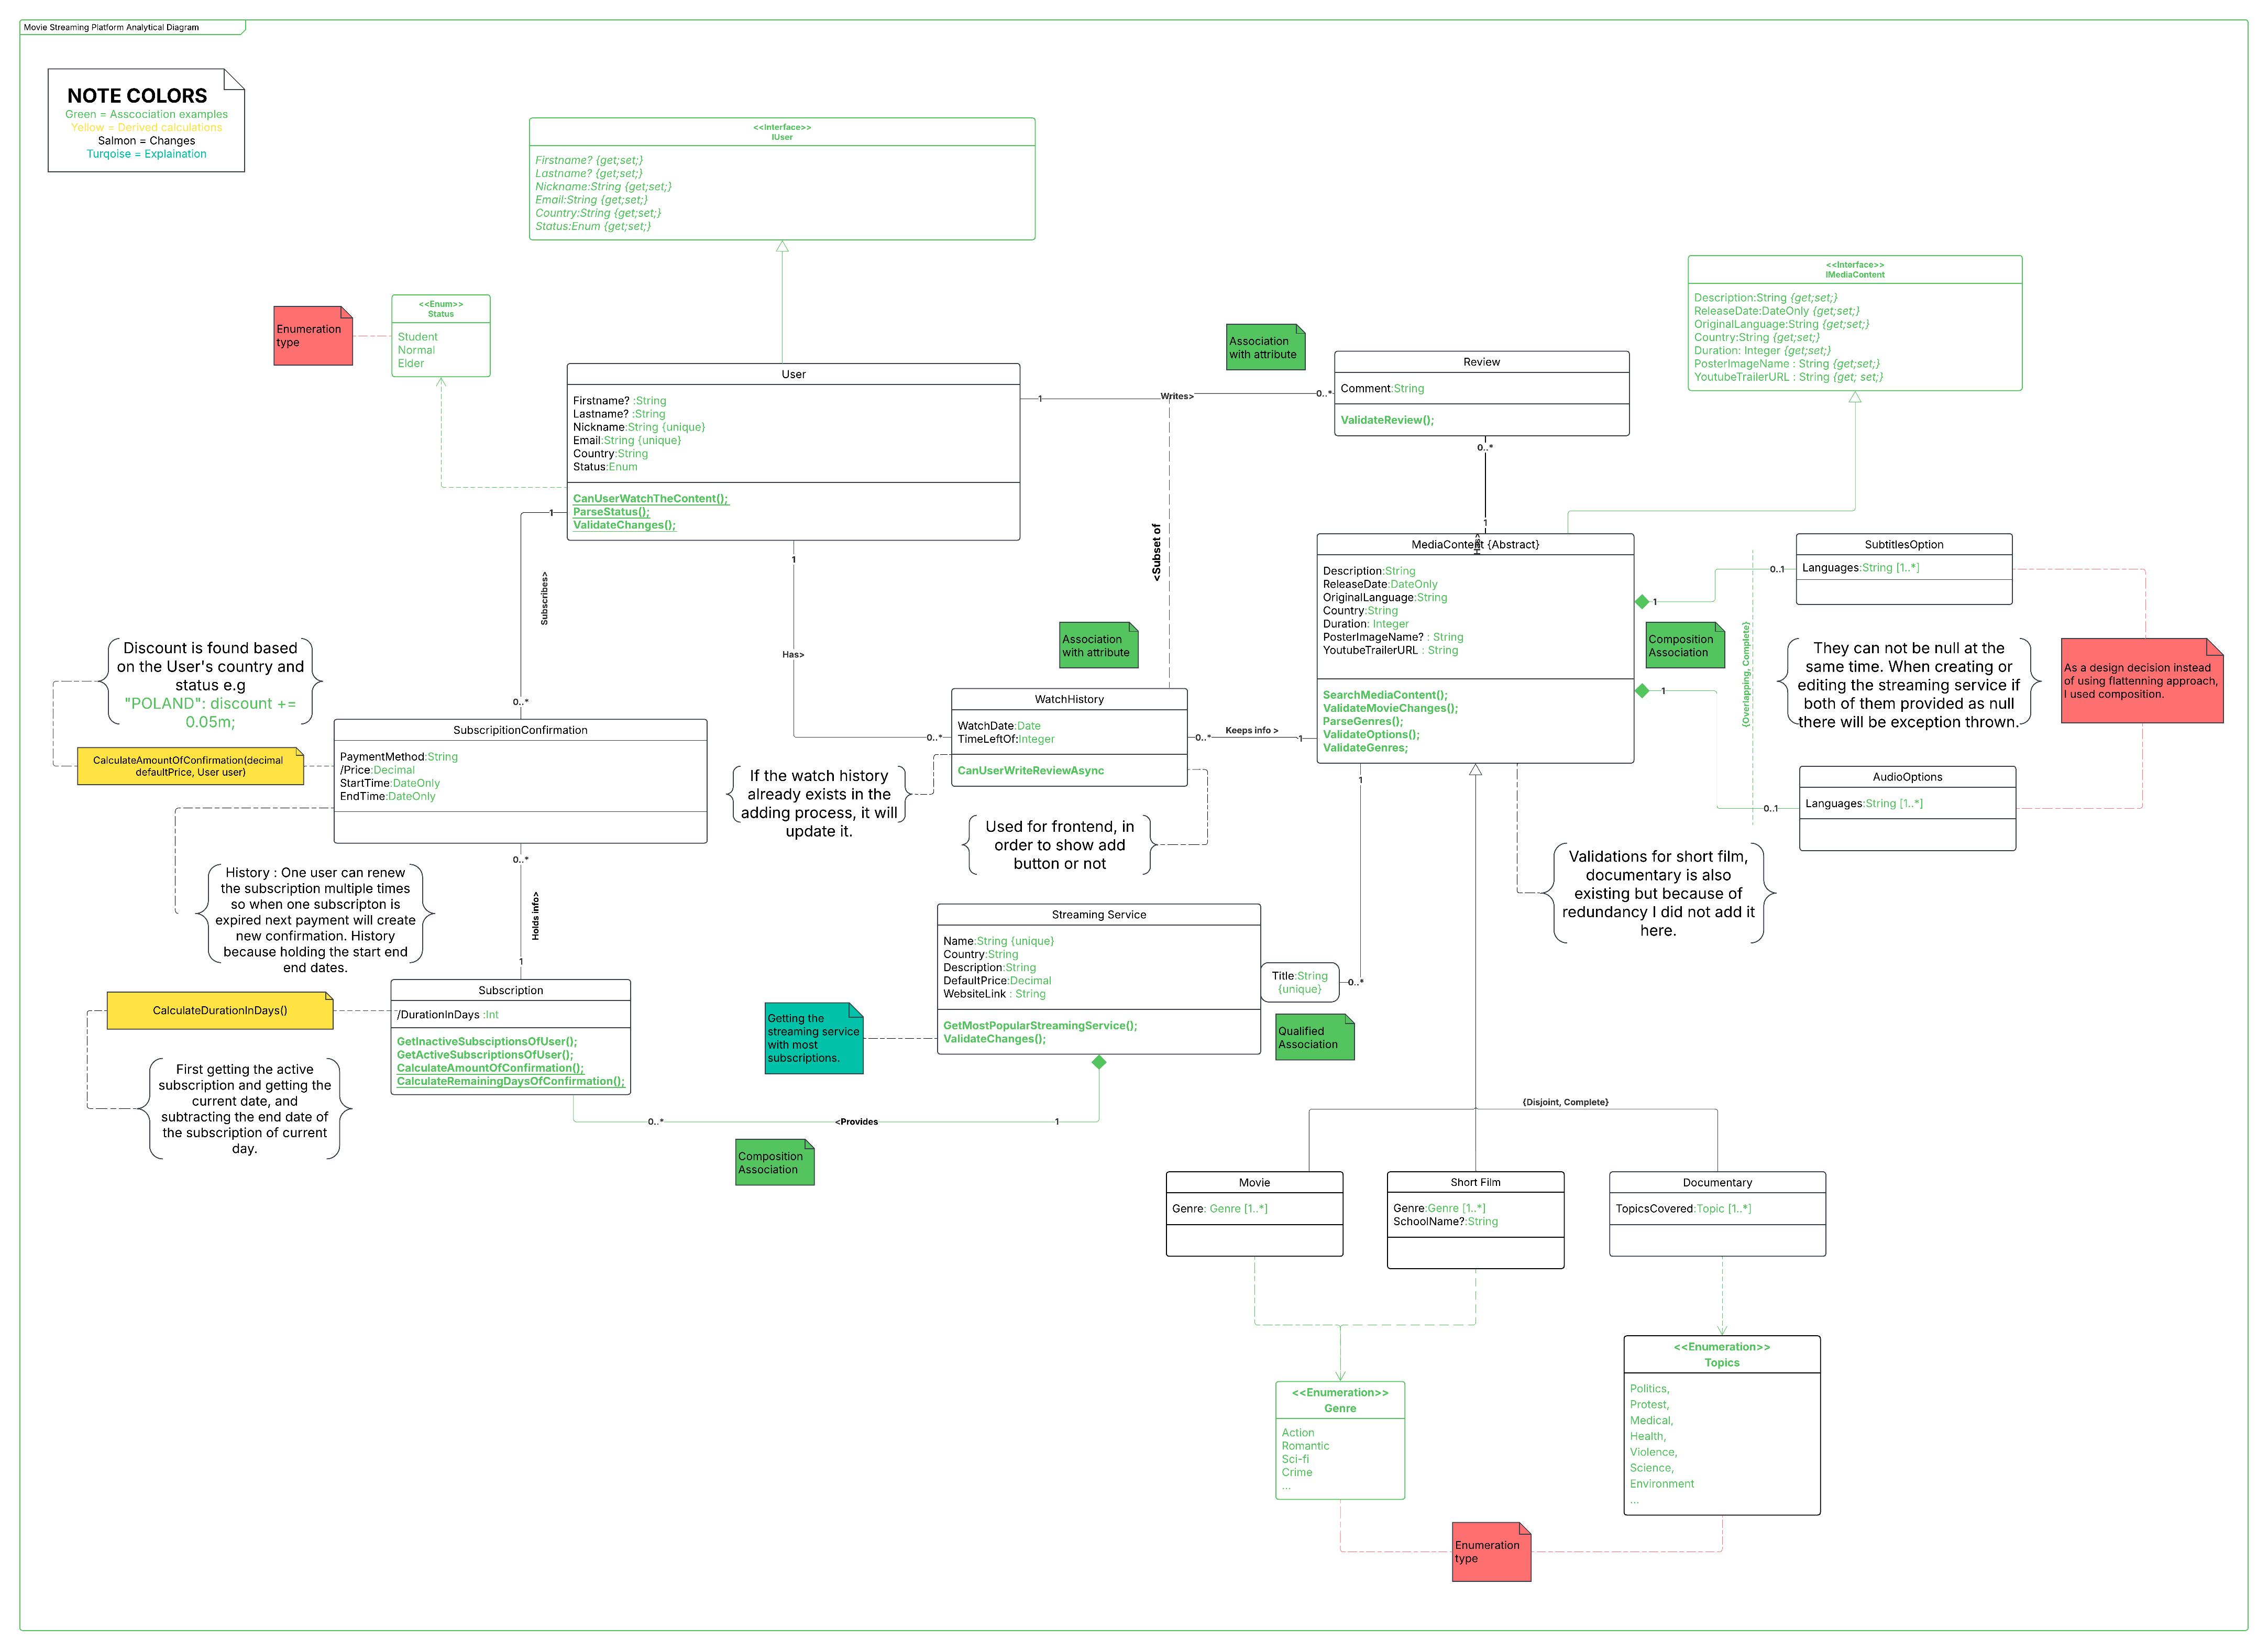 Movie Streaming Platform Analytical Diagram
NOTE COLORS
Green = Asscociation examples
Yellow = Derived calculations
Salmon = Changes
Turqoise = Explaination
<<Interface>>
IUser
Firstname? {get;set;}
Lastname? {get;set;}
Nickname:String {get;set;}
Email:String {get;set;}
Country:String {get;set;}
Status:Enum {get;set;}
<<Interface>>
IMediaContent
Description:String {get;set;}
ReleaseDate:DateOnly {get;set;}
OriginalLanguage:String {get;set;}
Country:String {get;set;}
Duration: Integer {get;set;}
PosterImageName : String {get;set;}
YoutubeTrailerURL : String {get; set;}
Enumeration
type
<<Enum>>
Status
Student
Normal
Elder
User
Firstname? :String
Lastname? :String
Nickname:String {unique}
Email:String {unique}
Country:String
Status:Enum
CanUserWatchTheContent();
ParseStatus();
ValidateChanges();
Association
with attribute
1
Writes>
0..*
Review
Comment:String
ValidateReview();
0..*
1
Has>
<Subset of
1
Subscribes>
0..*
1
Has>
0..*
Association
with attribute
MediaContent {Abstract}
Description:String
ReleaseDate:DateOnly
OriginalLanguage:String
Country:String
Duration: Integer
PosterImageName? : String
YoutubeTrailerURL : String
SearchMediaContent();
ValidateMovieChanges();
ParseGenres();
ValidateOptions();
ValidateGenres;
1
0..1
Composition
Association
1
0..1
{Overlapping, Complete}
SubtitlesOption
Languages:String [1..*]
They can not be null at the
same time. When creating or
editing the streaming service if
both of them provided as null
there will be exception thrown.
As a design decision instead
of using flattenning approach,
I used composition.
AudioOptions
Languages:String [1..*]
Discount is found based
on the User's country and
status e.g
"POLAND": discount +=
0.05m;
CalculateAmountOfConfirmation(decimal
defaultPrice, User user)
SubscripitionConfirmation
PaymentMethod:String
/Price:Decimal
StartTime:DateOnly
EndTime:DateOnly
WatchHistory
WatchDate:Date
TimeLeftOf:Integer
CanUserWriteReviewAsync
0..*
Keeps info >
1
If the watch history
already exists in the
adding process, it will
update it.
Used for frontend, in
order to show add
button or not
Validations for short film,
documentary is also
existing but because of
redundancy I did not add it
here.
History : One user can renew
the subscription multiple times
so when one subscripton is
expired next payment will create
new confirmation. History
because holding the start end
end dates.
0..*
Holds info>
1
Streaming Service
Name:String {unique}
Country:String
Description:String
DefaultPrice:Decimal
WebsiteLink : String
GetMostPopularStreamingService();
ValidateChanges();
Title:String
{unique}
0..*
1
Qualified
Association
Getting the
streaming service
with most
subscriptions.
CalculateDurationInDays()
Subscription
/DurationInDays :Int
GetInactiveSubsciptionsOfUser();
GetActiveSubscriptionsOfUser();
CalculateAmountOfConfirmation();
CalculateRemainingDaysOfConfirmation();
First getting the active
subscription and getting the
current date, and
subtracting the end date of
the subscription of current
day.
0..*
<Provides
1
Composition
Association
{Disjoint, Complete}
Movie
Genre: Genre [1..*]
Short Film
Genre:Genre [1..*]
SchoolName?:String
Documentary
TopicsCovered:Topic [1..*]
<<Enumeration>>
Genre
Action
Romantic
Sci-fi
Crime
...
<<Enumeration>>
Topics
Politics,
Protest,
Medical,
Health,
Violence,
Science,
Environment
...
Enumeration
type